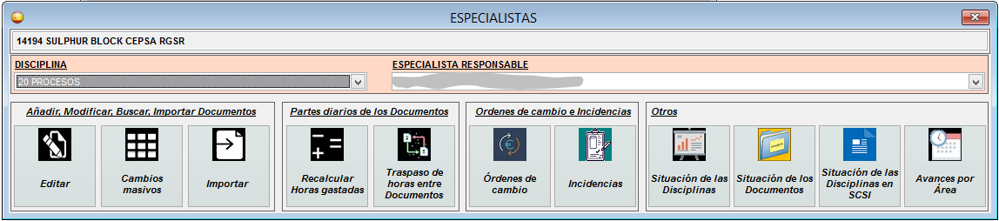 ESPECIALISTAS
14194 SULPHUR BLOCK CEPSA RGSR
DISCIPLINA
ESPECIALISTA RESPONSABLE
20 PROCESOS
Añadir, Modificar, Buscar, Importar Documentos
Editar
Cambios
masivos
Importar
Partes diarios de los Documentos
Recalcular
Horas gastadas
Traspaso de
horas entre
Documentos
Ordenes de cambio e Incidencias
Órdenes de
cambio
Incidencias
Otros
Situación de las
Disciplinas
Situación de los
Documentos
Situación de las
Disciplinas en
SCSI
Avances por
Área